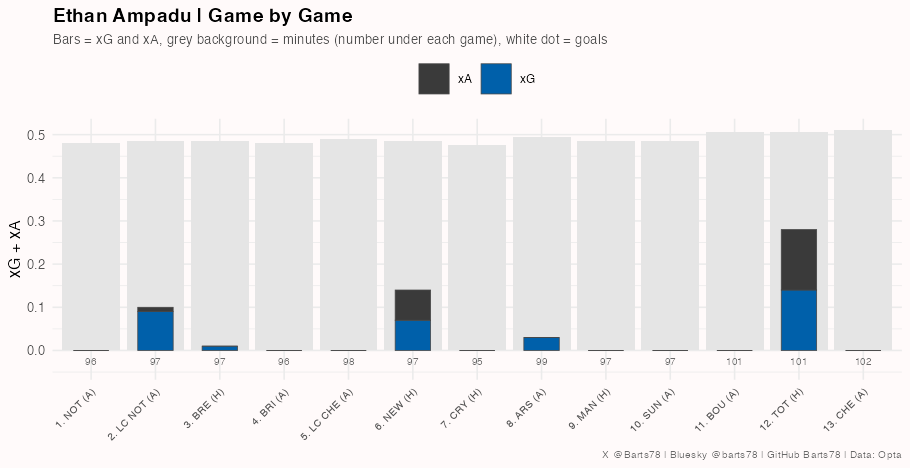 Ethan Ampadu | Game by Game
Bars = xG and xA, grey background = minutes (number under each game), white dot = goals
xA xG
xG + xA
0.5
0.4
0.3
0.2
0.1
0.0
96 97 97 96 98 97 95 99 97 97 101 101 102
1. NOT (A)
2. LC NOT (A)
3. BRE (H)
4. BRI (A)
5. LC CHE (A)
6. NEW (H)
7. CRY (H)
8. ARS (A)
9. MAN (H)
10. SUN (A)
11. BOU (A)
12. TOT (H)
13. CHE (A)
X @Barts78 | Bluesky @barts78 | GitHub Barts78 | Data: Opta